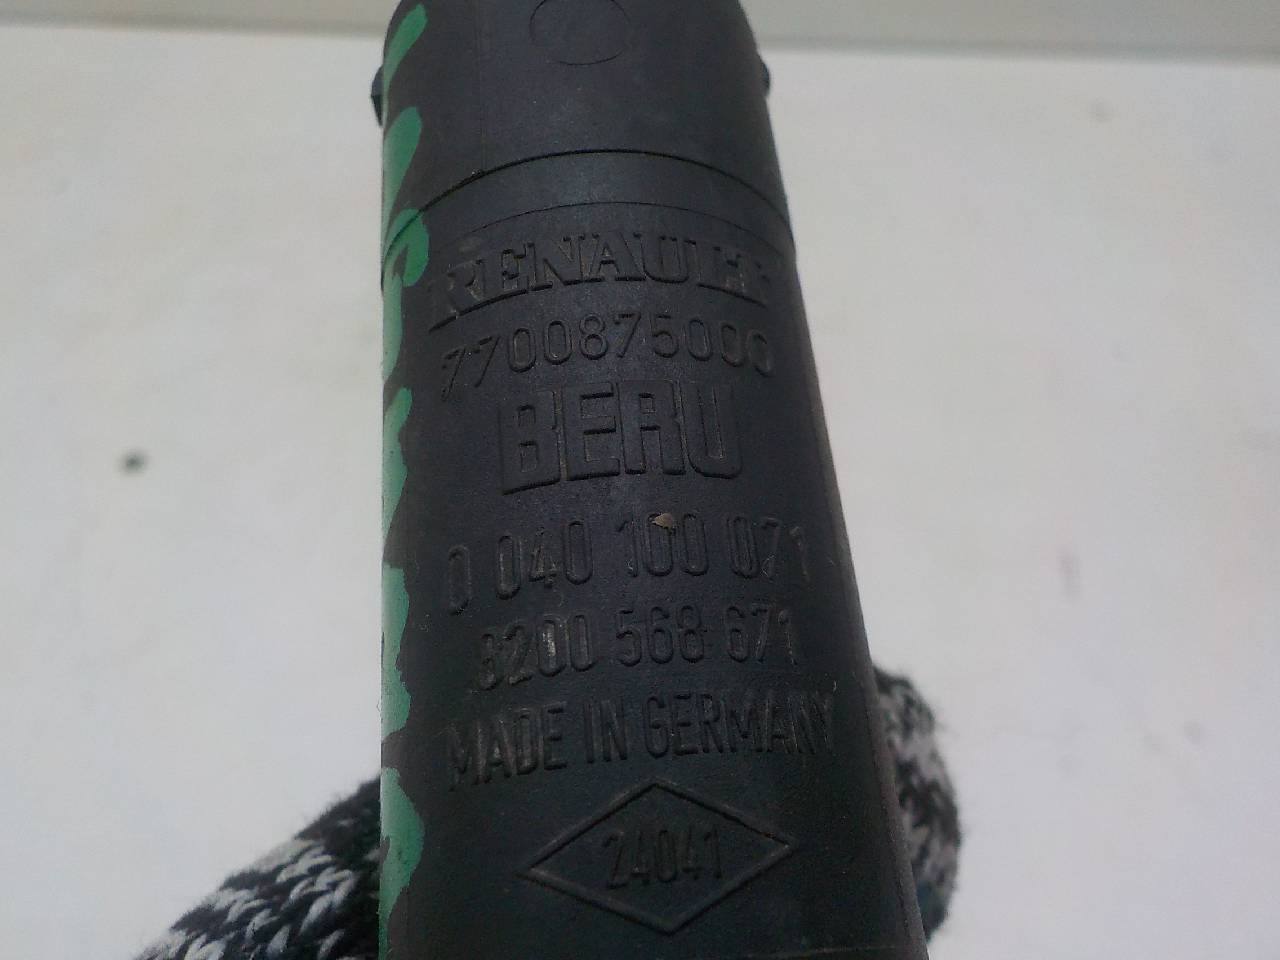 RENAULT
7700875000
BERU
0 040 100 071
8200 568 671
MADE IN GERMANY
24041